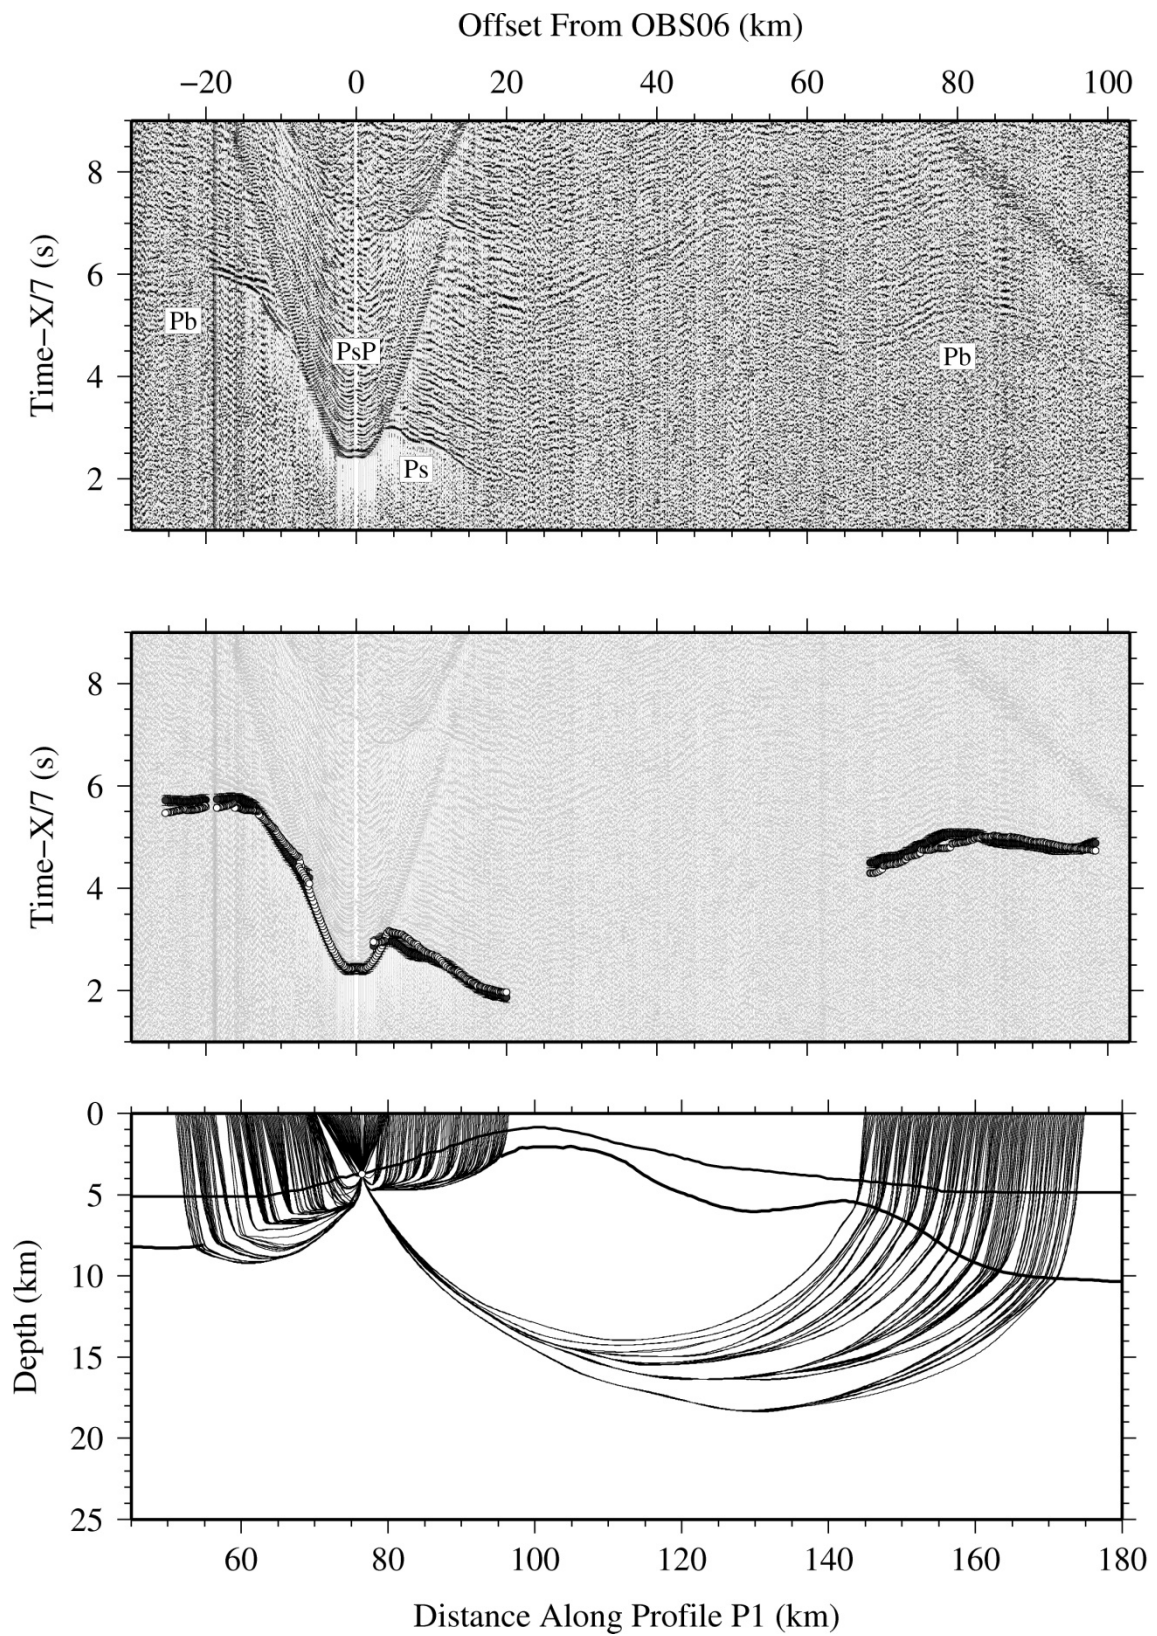 Offset From OBS06 (km)
−20 0 20 40 60 80 100
8
6
4
2
Time−X/7 (s)
Pb
PsP
Ps
Pb
8
6
4
2
Time−X/7 (s)
0
5
10
15
20
25
Depth (km)
60 80 100 120 140 160 180
Distance Along Profile P1 (km)